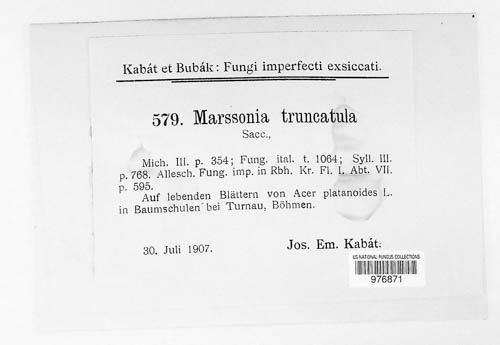 Kabát et Bubák: Fungi imperfecti exsiccati.
579. Marssonia truncatula
Sacc.,
Mich. III. p. 354; Fung. ital. t. 1064; Syll. III.
p. 768. Allesch. Fung. imp. in Rbh. Kr. Fl. I. Abt. VII.
p. 595.
Auf lebenden Blättern von Acer platanoides L.
in Baumschulen bei Turnau, Böhmen.
30. Juli 1907.
Jos. Em. Kabát.
US NATIONAL FUNGUS COLLECTIONS
976871